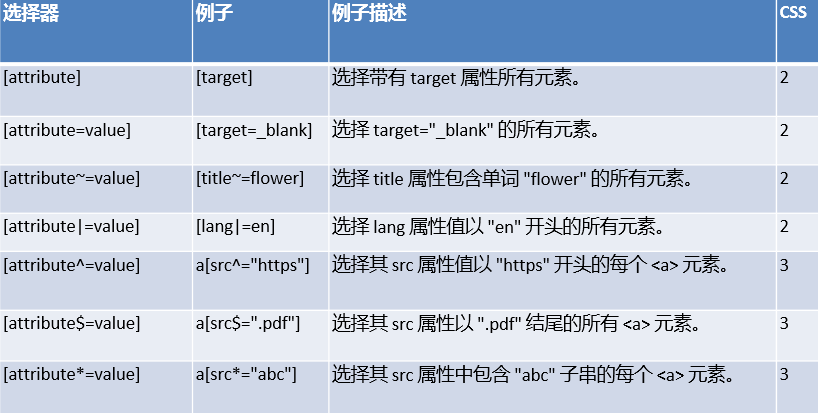 选择器 例子 例子描述 CSS
[attribute] [target] 选择带有 target 属性所有元素。 2
[attribute=value] [target=_blank] 选择 target="_blank" 的所有元素。 2
[attribute~=value] [title~=flower] 选择 title 属性包含单词 "flower" 的所有元素。 2
[attribute|=value] [lang|=en] 选择 lang 属性值以 "en" 开头的所有元素。 2
[attribute^=value] a[src^="https"] 选择其 src 属性值以 "https" 开头的每个 <a> 元素。 3
[attribute$=value] a[src$=".pdf"] 选择其 src 属性以 ".pdf" 结尾的所有 <a> 元素。 3
[attribute*=value] a[src*="abc"] 选择其 src 属性中包含 "abc" 子串的每个 <a> 元素。 3